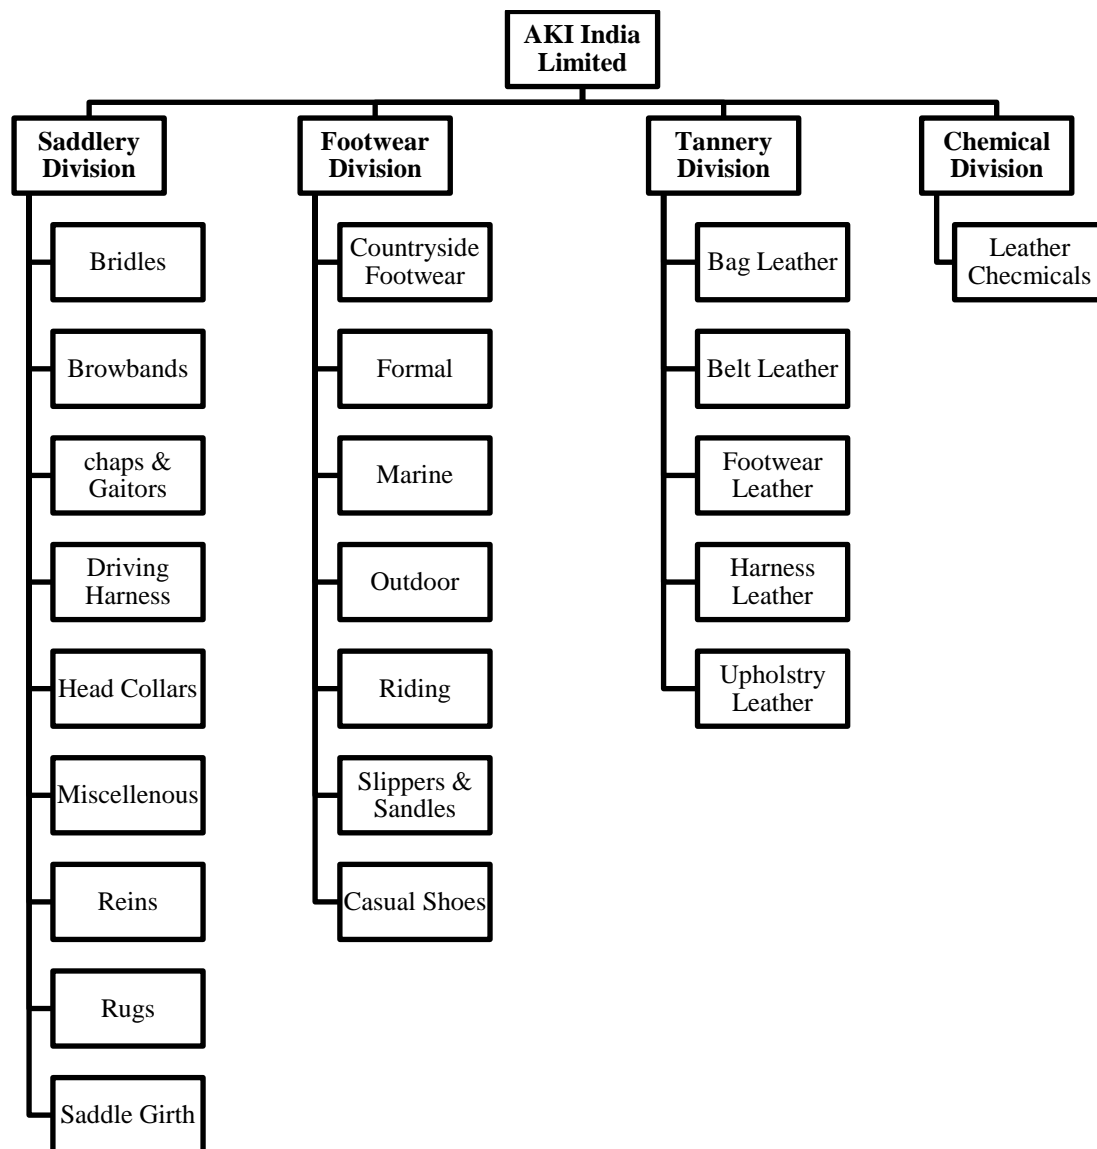 AKI India
Limited
Saddlery
Division
Footwear
Division
Tannery
Division
Chemical
Division
Bridles
Browbands
chaps &
Gaitors
Driving
Harness
Head Collars
Miscellenous
Reins
Rugs
Saddle Girth
Countryside
Footwear
Formal
Marine
Outdoor
Riding
Slippers &
Sandles
Casual Shoes
Bag Leather
Belt Leather
Footwear
Leather
Harness
Leather
Upholstry
Leather
Leather
Checmicals